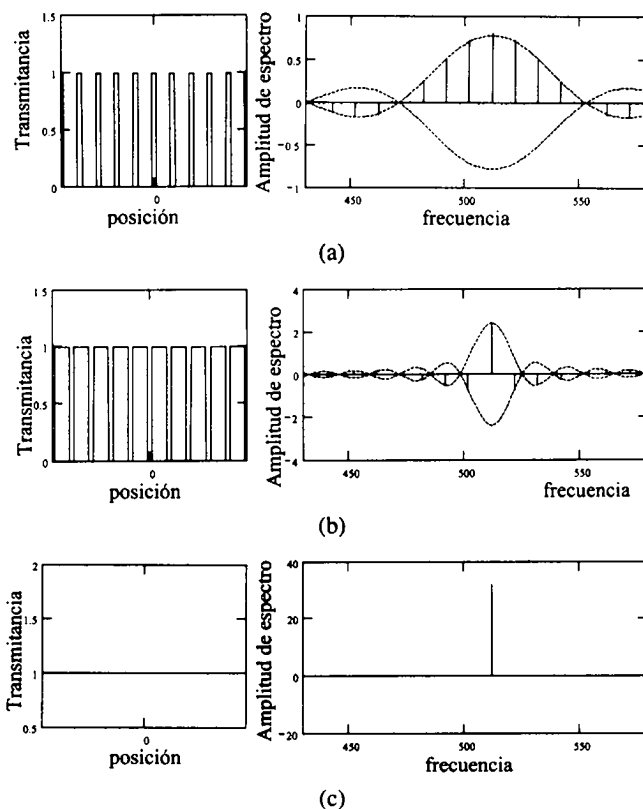 1.5
1
0.5
0
Transmitancia
0
posición
1
0.5
0
−0.5
−1
Amplitud de espectro
450
500
550
frecuencia
(a)
1 5
1
0.5
0
Transmitancia
0
posición
4
2
0
−2
−4
Amplitud de espectro
450
500
550
frecuencia
(b)
2
1.5
1
0.5
Transmitancia
0
posición
40
20
0
−20
Amplitud de espectro
450
500
550
frecuencia
(c)